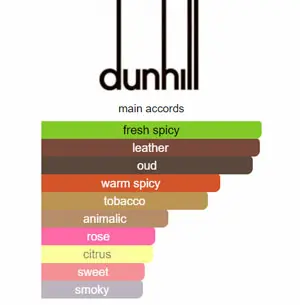 dunhill
main accords
fresh spicy
leather
oud
warm spicy
tobacco
animalic
rose
citrus
sweet
smoky